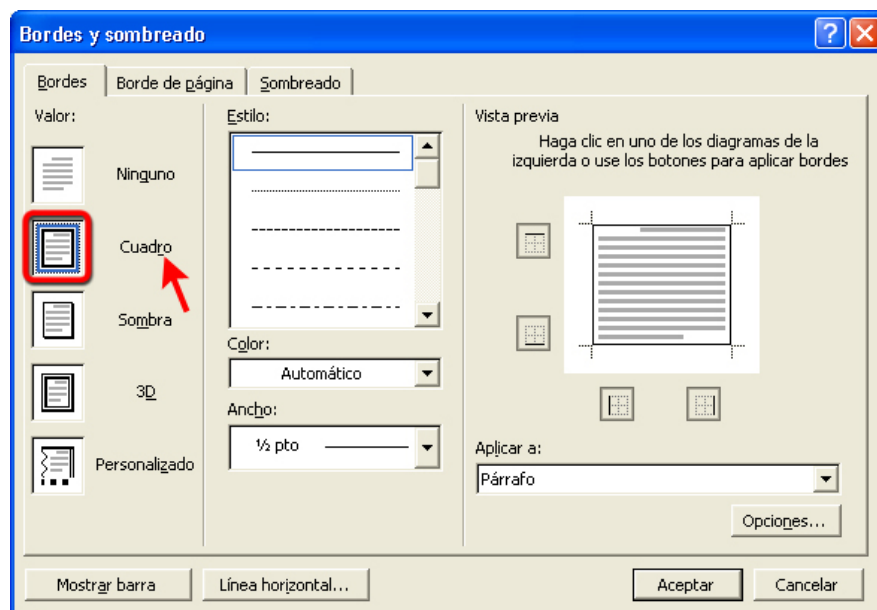 Bordes y sombreado
Bordes
Borde de página
Sombreado
Valor:
Ninguno
Cuadro
Sombra
3D
Personalizado
Estilo:
Color:
Automático
Ancho:
½ pto
Vista previa
Haga clic en uno de los diagramas de la
izquierda o use los botones para aplicar bordes
Aplicar a:
Párrafo
Opciones...
Mostrar barra
Línea horizontal...
Aceptar
Cancelar